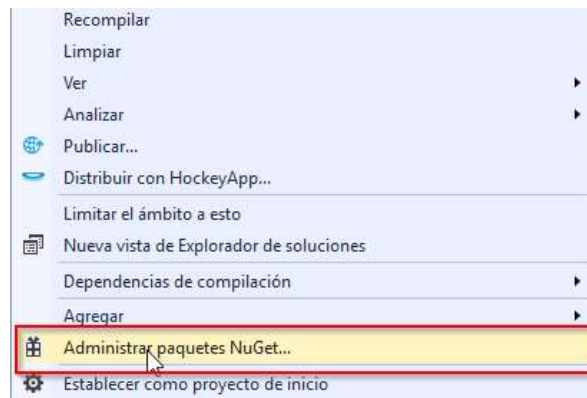 Recompilar
Limpiar
Ver
Analizar
Publicar...
Distribuir con HockeyApp...
Limitar el ámbito a esto
Nueva vista de Explorador de soluciones
Dependencias de compilación
Agregar
Administrar paquetes NuGet...
Establecer como proyecto de inicio